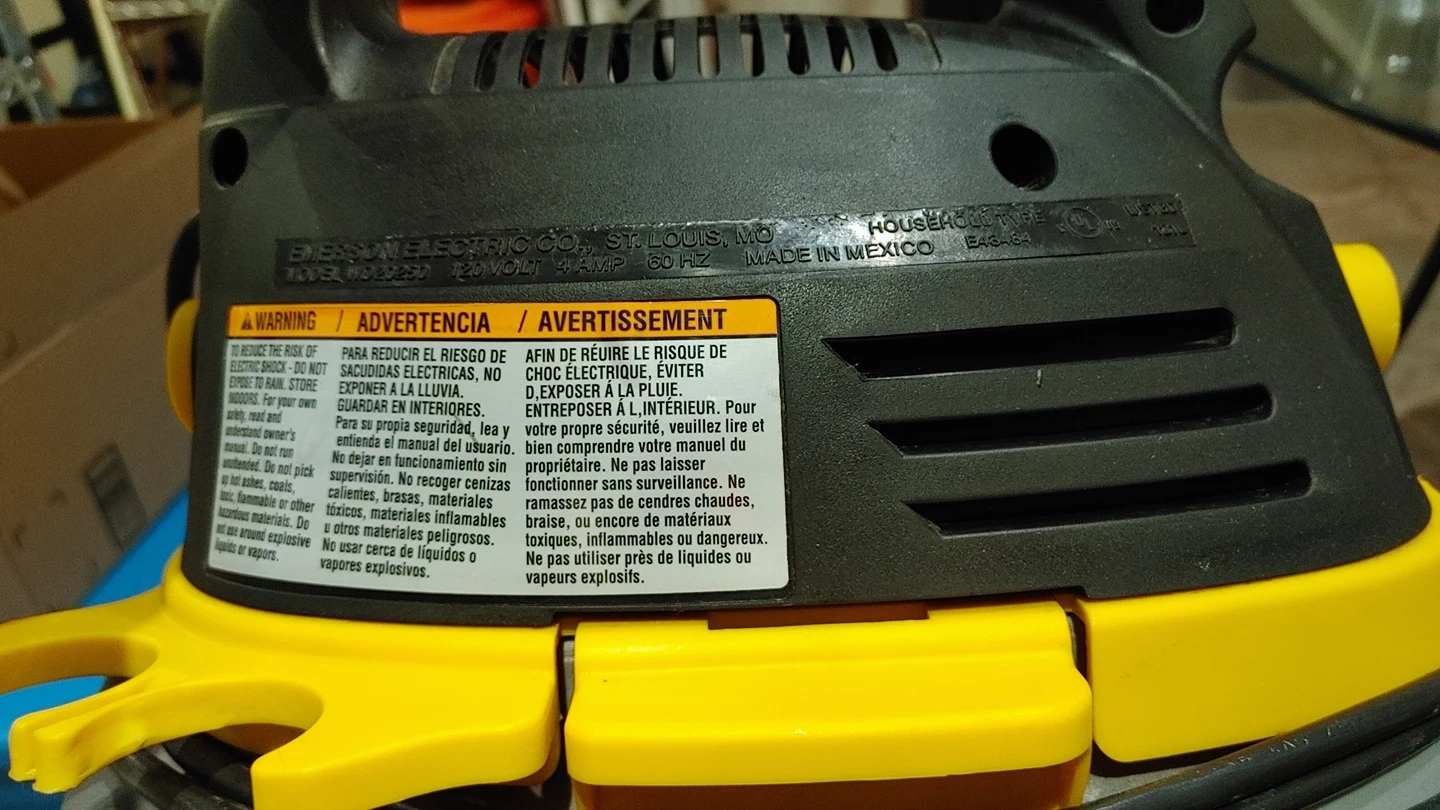 EMERSON ELECTRIC CO., ST. LOUIS, MO
120 VOLT 4 AMP 60 HZ MADE IN MEXICO
HOUSEHOLD TYPE
E43464
UL
WARNING / ADVERTENCIA / AVERTISSEMENT
TO REDUCE THE RISK OF
ELECTRIC SHOCK - DO NOT
EXPOSE TO RAIN. STORE
INDOORS. For your own
safety, read and
understand owner's
manual. Do not run
unattended. Do not pick
up hot ashes, coals,
toxic, flammable or other
hazardous materials. Do
not use around explosive
liquids or vapors.
PARA REDUCIR EL RIESGO DE
SACUDIDAS ELECTRICAS, NO
EXPONER A LA LLUVIA.
GUARDAR EN INTERIORES.
Para su propia seguridad, lea y
entienda el manual del usuario.
No dejar en funcionamiento sin
supervisión. No recoger cenizas
calientes, brasas, materiales
tóxicos, materiales inflamables
u otros materiales peligrosos.
No usar cerca de líquidos o
vapores explosivos.
AFIN DE RÉUIRE LE RISQUE DE
CHOC ÉLECTRIQUE, ÉVITER
D,EXPOSER Á LA PLUIE.
ENTREPOSER Á L,INTÉRIEUR. Pour
votre propre sécurité, veuillez lire et
bien comprendre votre manuel du
propriétaire. Ne pas laisser
fonctionner sans surveillance. Ne
ramassez pas de cendres chaudes,
braise, ou encore de matériaux
toxiques, inflammables ou dangereux.
Ne pas utiliser près de liquides ou
vapeurs explosifs.